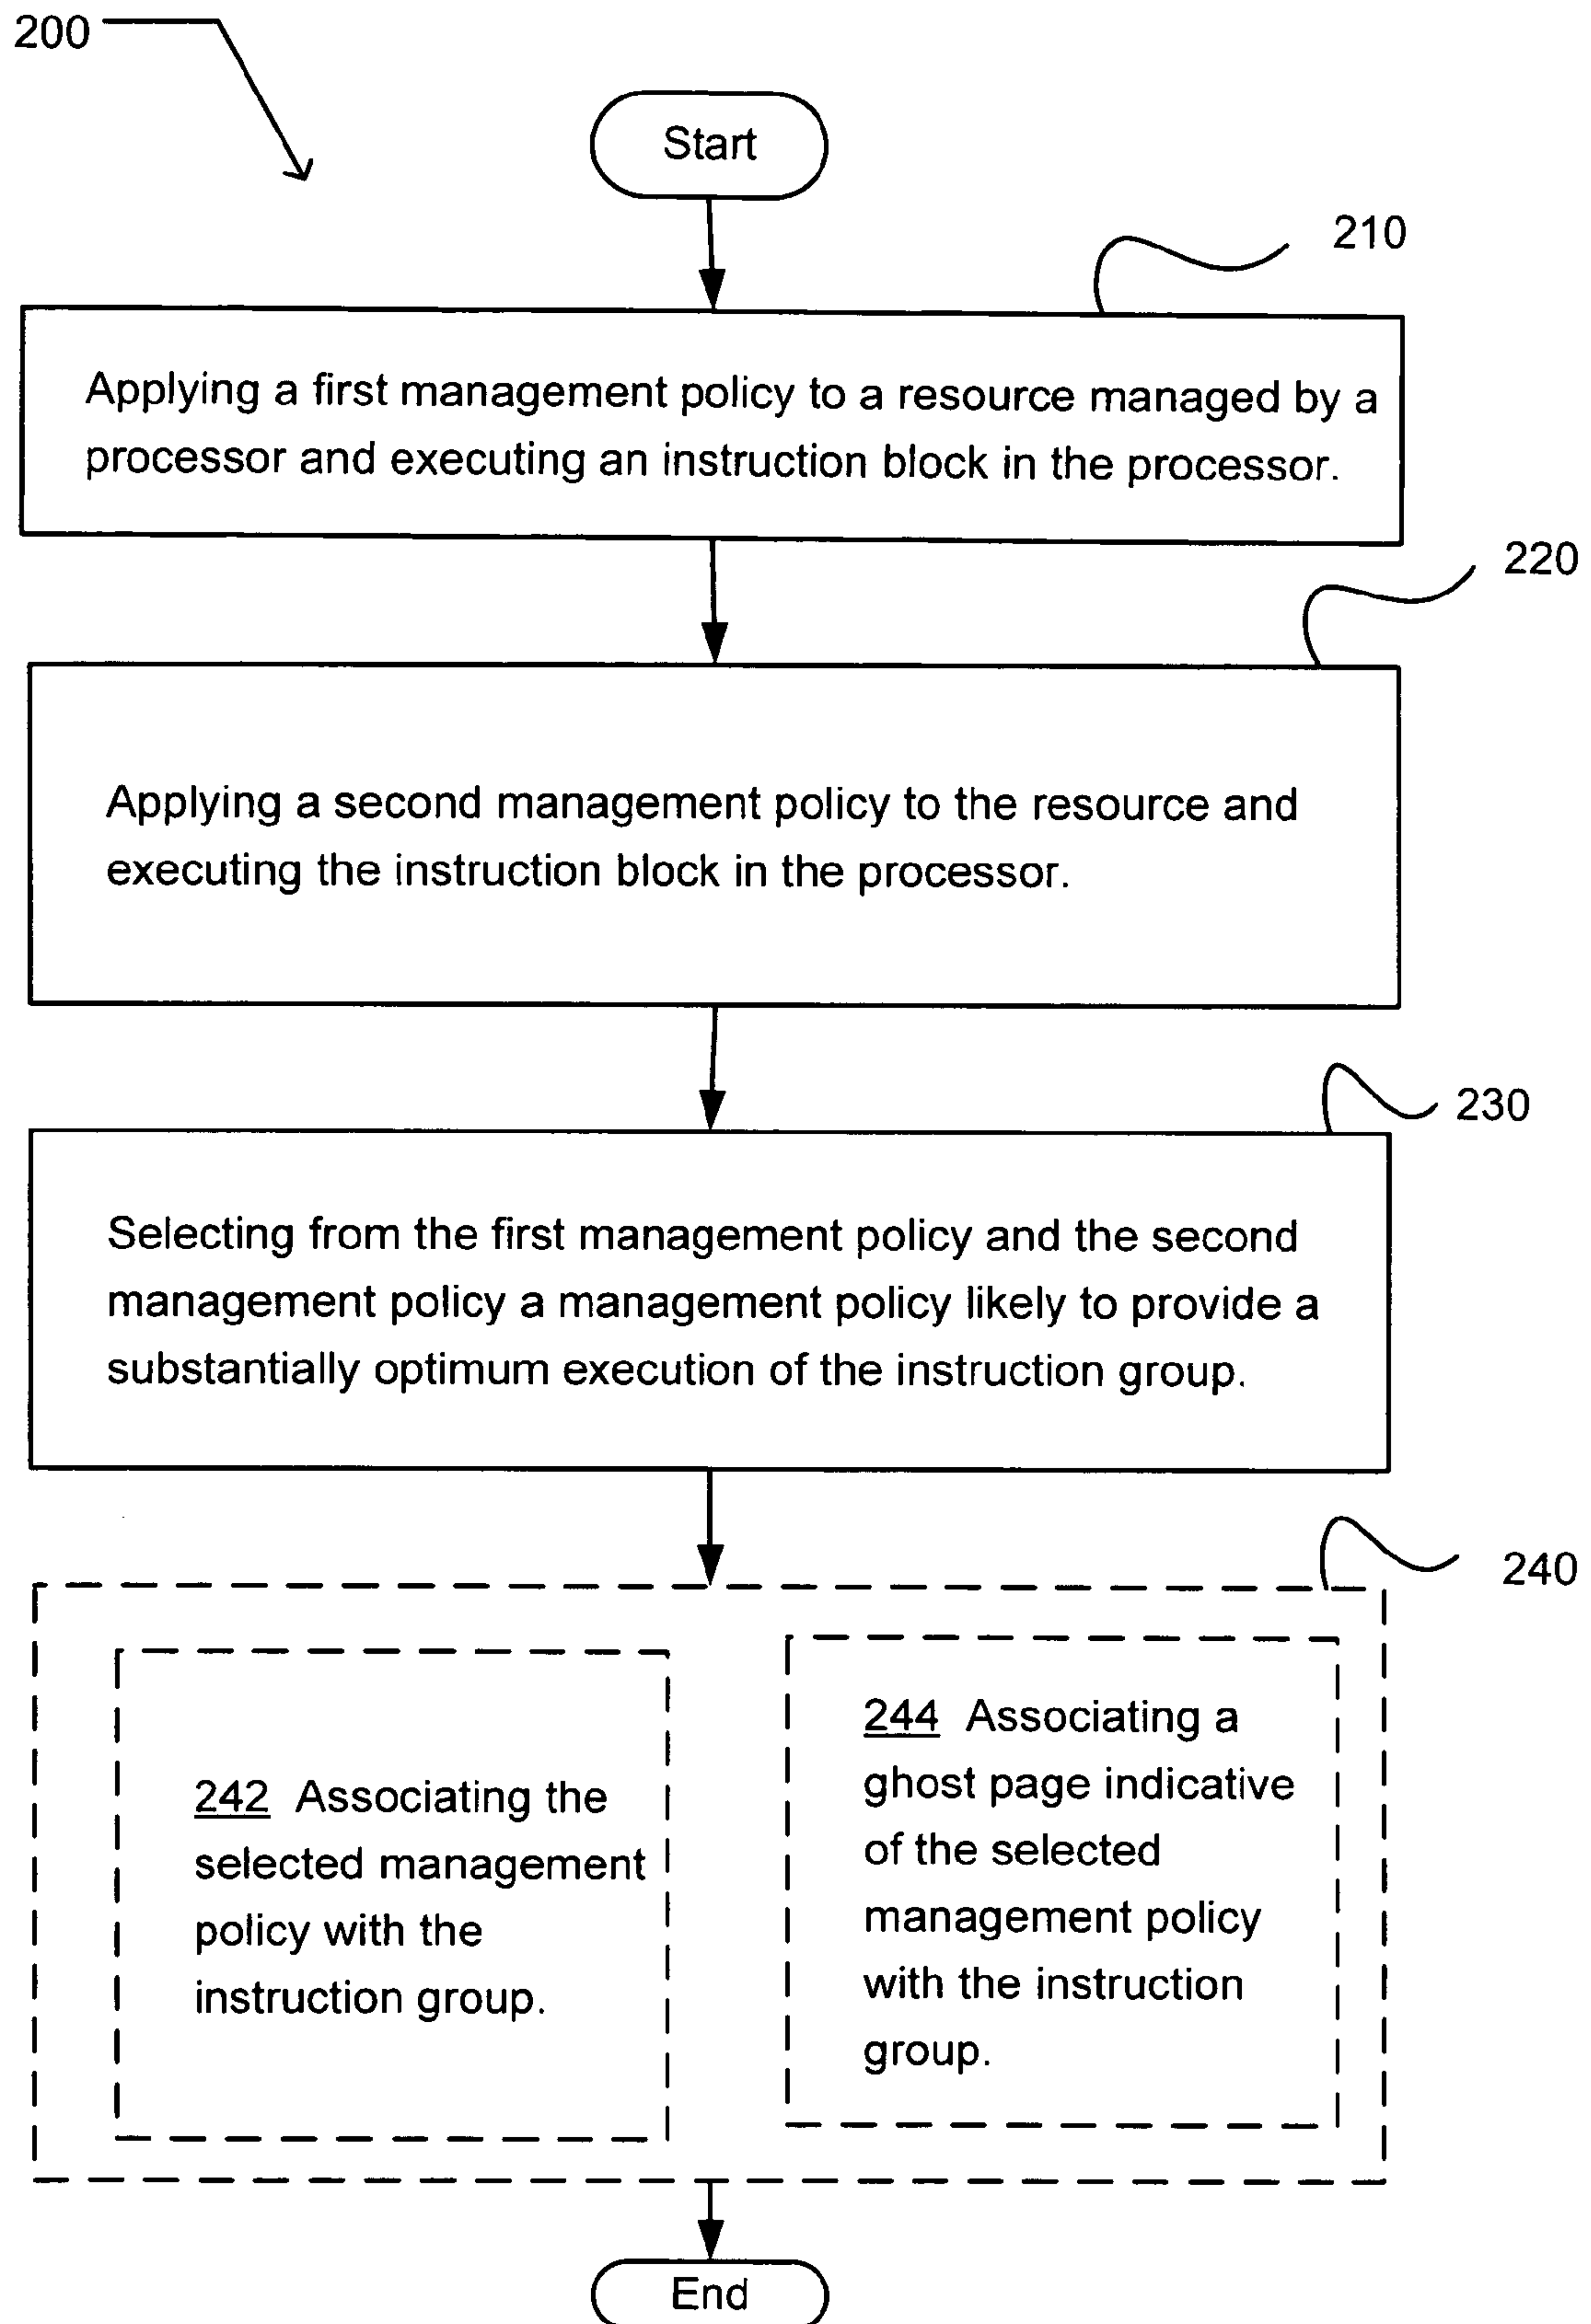 200
Start
210
Applying a first management policy to a resource managed by a
processor and executing an instruction block in the processor.
220
Applying a second management policy to the resource and
executing the instruction block in the processor.
230
Selecting from the first management policy and the second
management policy a management policy likely to provide a
substantially optimum execution of the instruction group.
240
242 Associating the
selected management
policy with the
instruction group.
244 Associating a
ghost page indicative
of the selected
management policy
with the instruction
group.
End